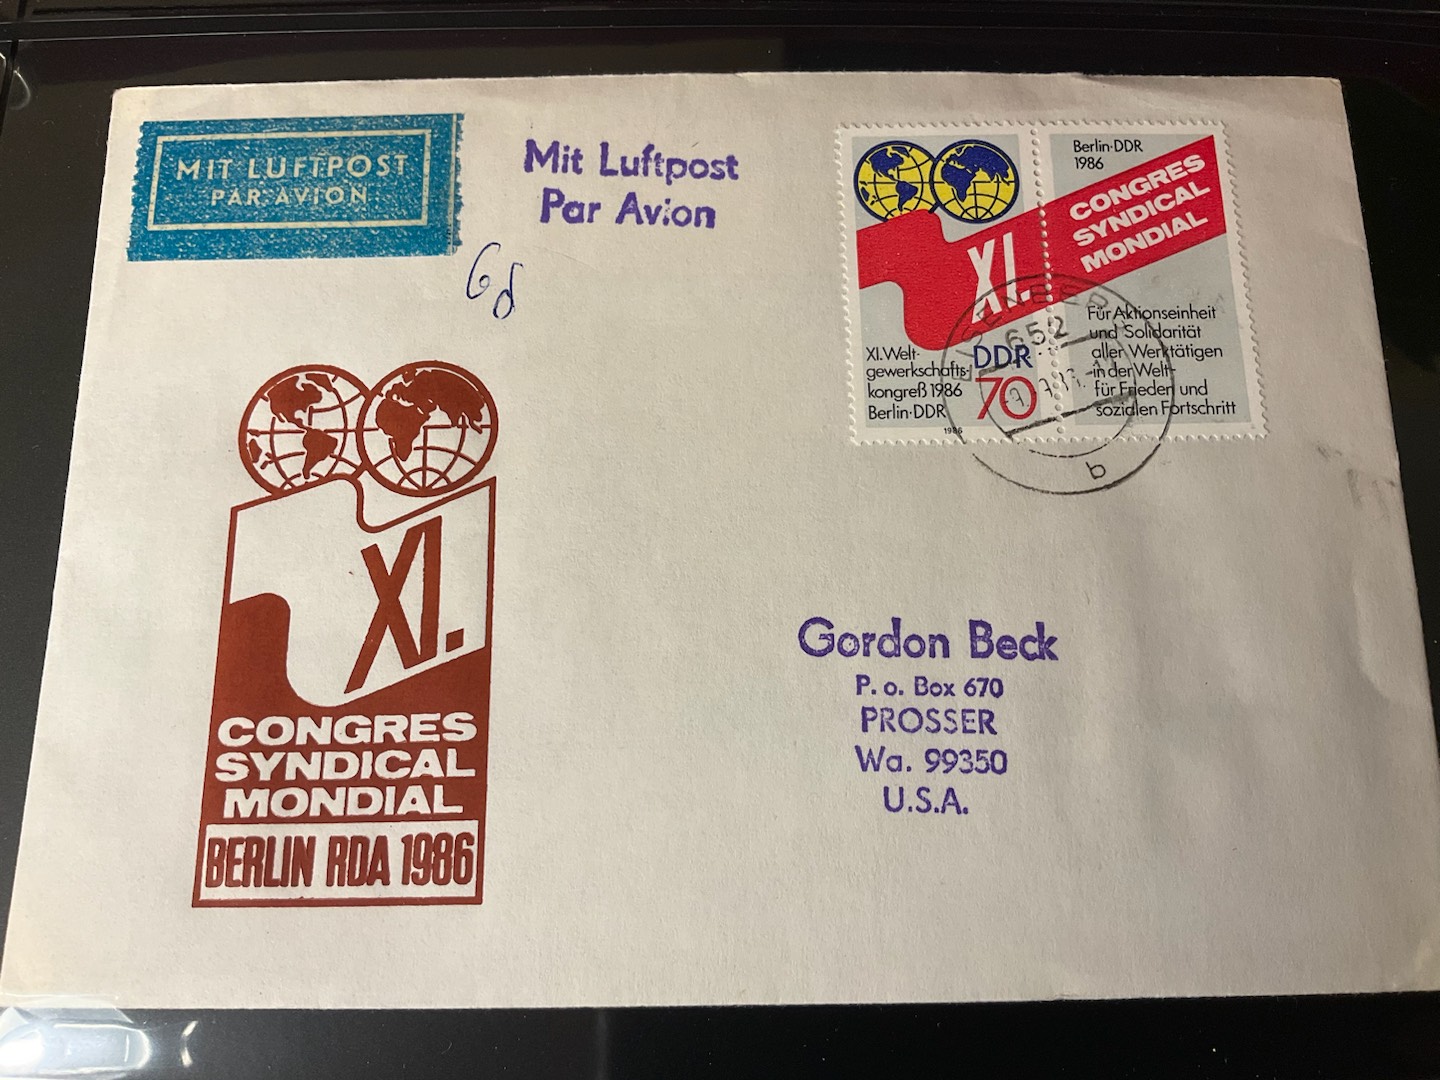 MIT LUFTPOST
PAR AVION
Mit Luftpost
Par Avion
6d
XI.
XI. Welt-
gewerkschafts-
kongreß 1986
Berlin·DDR
DDR
70
1986
Berlin·DDR
1986
CONGRES
SYNDICAL
MONDIAL
Für Aktionseinheit
und Solidarität
aller Werktätigen
in der Welt-
für Frieden und
sozialen Fortschritt
652
b
XI.
CONGRES
SYNDICAL
MONDIAL
BERLIN RDA 1986
Gordon Beck
P. o. Box 670
PROSSER
Wa. 99350
U.S.A.